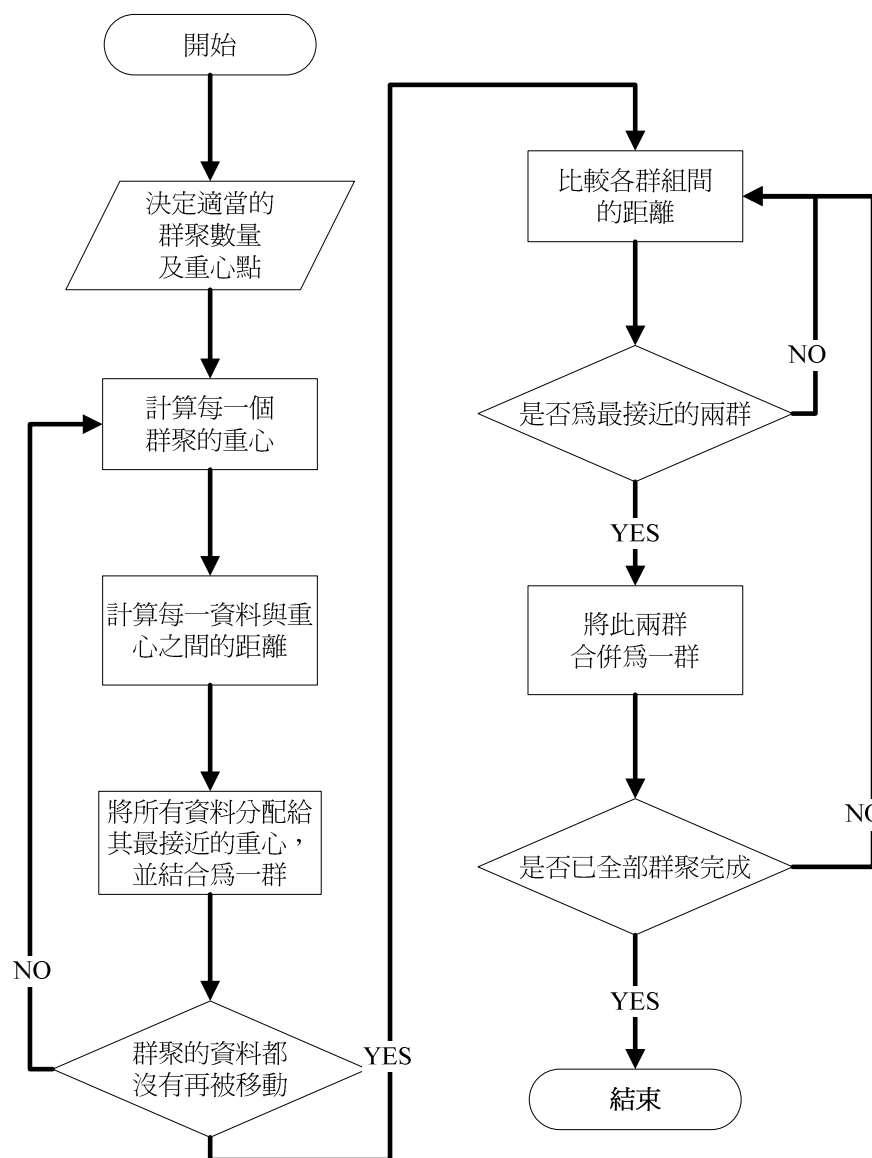 開始
決定適當的
群聚數量
及重心點
計算每一個
群聚的重心
計算每一資料與重
心之間的距離
將所有資料分配給
其最接近的重心，
並結合為一群
NO
群聚的資料都
沒有再被移動
YES
比較各群組間
的距離
NO
是否為最接近的兩群
YES
將此兩群
合併為一群
NO
是否已全部群聚完成
YES
結束